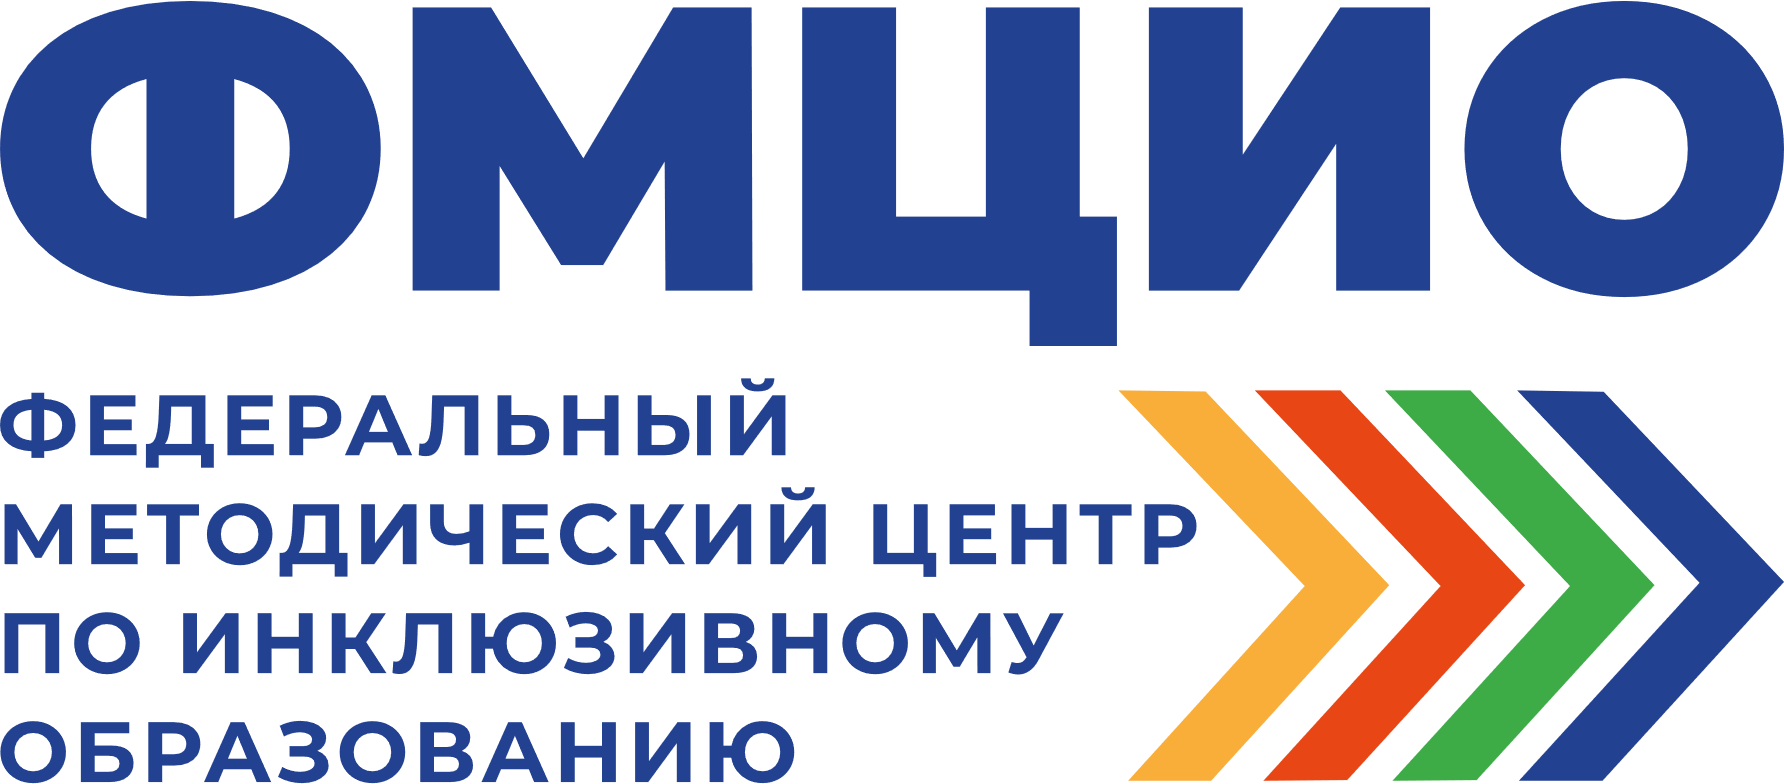 ФМЦИО
ФЕДЕРАЛЬНЫЙ
МЕТОДИЧЕСКИЙ ЦЕНТР
ПО ИНКЛЮЗИВНОМУ
ОБРАЗОВАНИЮ